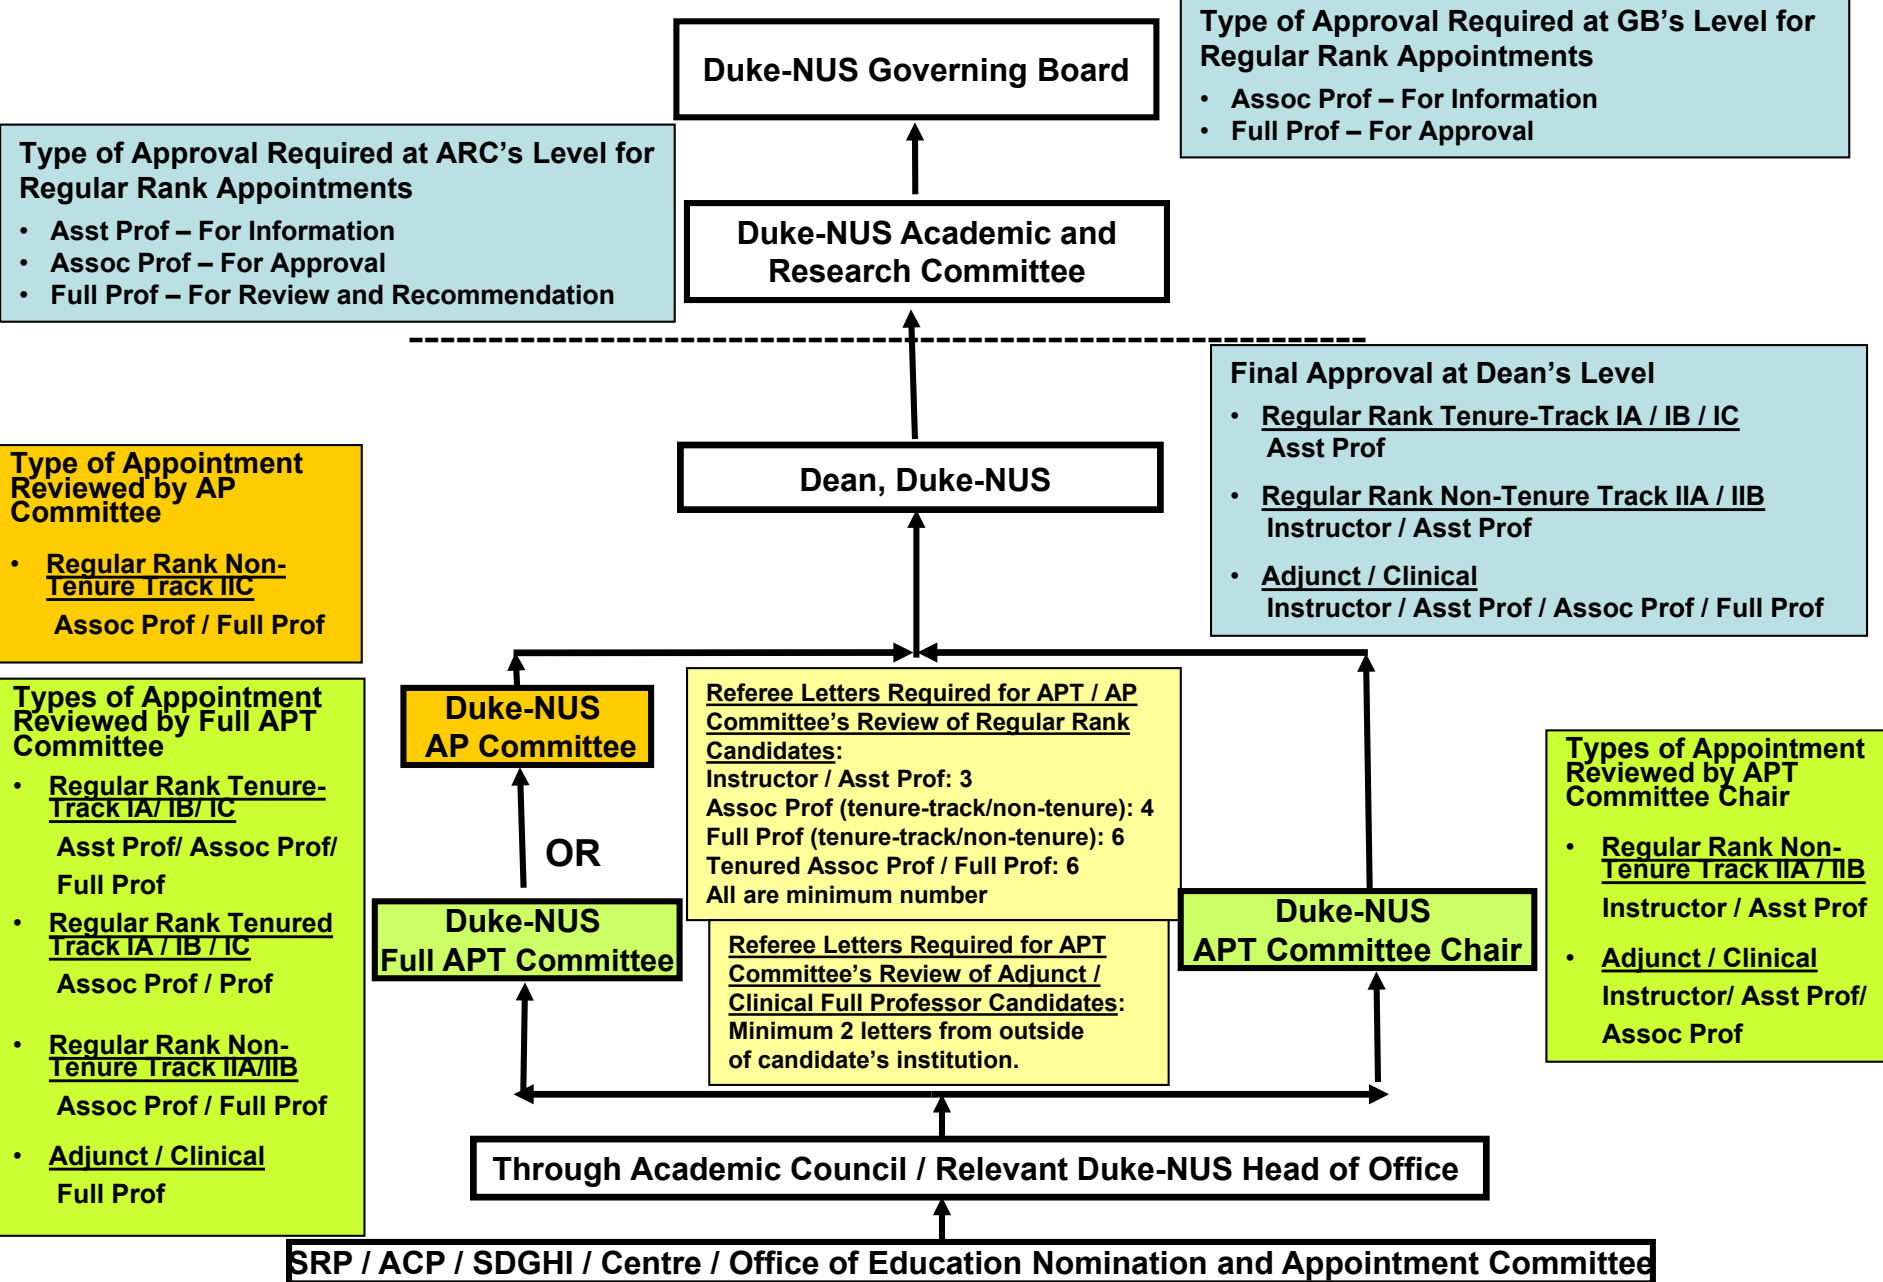 Duke-NUS Governing Board
Type of Approval Required at GB’s Level for
Regular Rank Appointments
• Assoc Prof – For Information
• Full Prof – For Approval
Type of Approval Required at ARC’s Level for
Regular Rank Appointments
• Asst Prof – For Information
• Assoc Prof – For Approval
• Full Prof – For Review and Recommendation
Duke-NUS Academic and
Research Committee
Final Approval at Dean’s Level
• Regular Rank Tenure-Track IA / IB / IC
Asst Prof
• Regular Rank Non-Tenure Track IIA / IIB
Instructor / Asst Prof
• Adjunct / Clinical
Instructor / Asst Prof / Assoc Prof / Full Prof
Dean, Duke-NUS
Type of Appointment
Reviewed by AP
Committee
• Regular Rank Non-
Tenure Track IIC
Assoc Prof / Full Prof
Types of Appointment
Reviewed by Full APT
Committee
• Regular Rank Tenure-
Track IA/ IB/ IC
Asst Prof/ Assoc Prof/
Full Prof
• Regular Rank Tenured
Track IA / IB / IC
Assoc Prof / Prof
• Regular Rank Non-
Tenure Track IIA/IIB
Assoc Prof / Full Prof
• Adjunct / Clinical
Full Prof
Duke-NUS
AP Committee
OR
Duke-NUS
Full APT Committee
Referee Letters Required for APT / AP
Committee’s Review of Regular Rank
Candidates:
Instructor / Asst Prof: 3
Assoc Prof (tenure-track/non-tenure): 4
Full Prof (tenure-track/non-tenure): 6
Tenured Assoc Prof / Full Prof: 6
All are minimum number
Referee Letters Required for APT
Committee’s Review of Adjunct /
Clinical Full Professor Candidates:
Minimum 2 letters from outside
of candidate’s institution.
Duke-NUS
APT Committee Chair
Types of Appointment
Reviewed by APT
Committee Chair
• Regular Rank Non-
Tenure Track IIA / IIB
Instructor / Asst Prof
• Adjunct / Clinical
Instructor/ Asst Prof/
Assoc Prof
Through Academic Council / Relevant Duke-NUS Head of Office
SRP / ACP / SDGHI / Centre / Office of Education Nomination and Appointment Committee